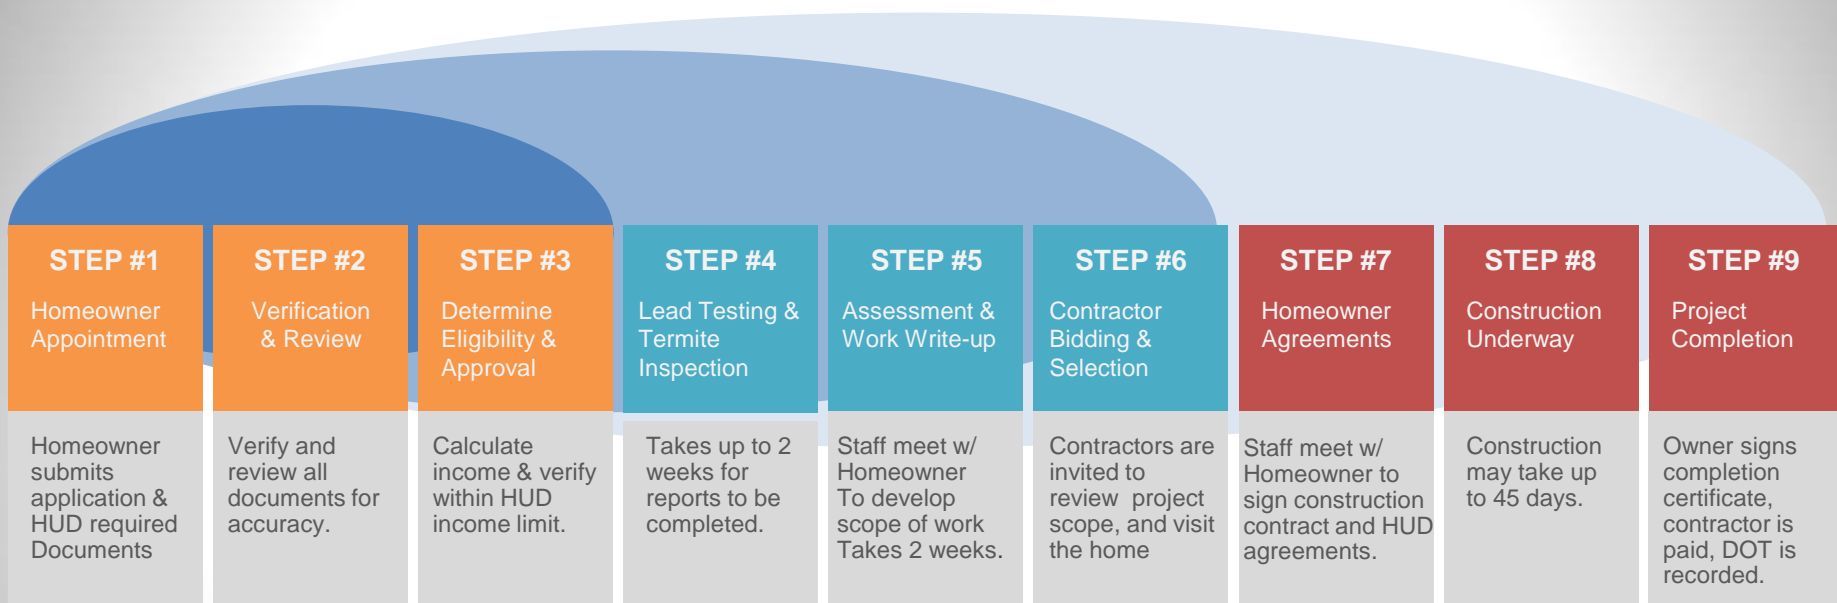 STEP #1
Homeowner
Appointment
Homeowner
submits
application &
HUD required
Documents
STEP #2
Verification
& Review
Verify and
review all
documents for
accuracy.
STEP #3
Determine
Eligibility &
Approval
Calculate
income & verify
within HUD
income limit.
STEP #4
Lead Testing &
Termite
Inspection
Takes up to 2
weeks for
reports to be
completed.
STEP #5
Assessment &
Work Write-up
Staff meet w/
Homeowner
To develop
scope of work
Takes 2 weeks.
STEP #6
Contractor
Bidding &
Selection
Contractors are
invited to
review project
scope, and visit
the home
STEP #7
Homeowner
Agreements
Staff meet w/
Homeowner to
sign construction
contract and HUD
agreements.
STEP #8
Construction
Underway
Construction
may take up
to 45 days.
STEP #9
Project
Completion
Owner signs
completion
certificate,
contractor is
paid, DOT is
recorded.